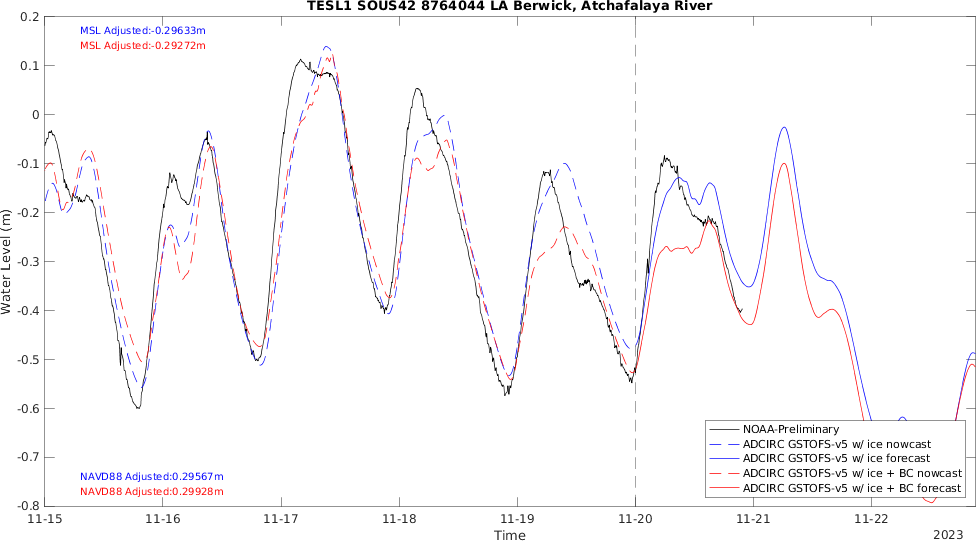 TESL1 SOUS42 8764044 LA Berwick, Atchafalaya River
MSL Adjusted:-0.29633m
MSL Adjusted:-0.29272m
0.2
0.1
0
-0.1
-0.2
-0.3
-0.4
-0.5
-0.6
-0.7
-0.8
Water Level (m)
NAVD88 Adjusted:0.29567m
NAVD88 Adjusted:0.29928m
NOAA-Preliminary
ADCIRC GSTOFS-v5 w/ ice nowcast
ADCIRC GSTOFS-v5 w/ ice forecast
ADCIRC GSTOFS-v5 w/ ice + BC nowcast
ADCIRC GSTOFS-v5 w/ ice + BC forecast
11-15 11-16 11-17 11-18 11-19 11-20 11-21 11-22
Time
2023